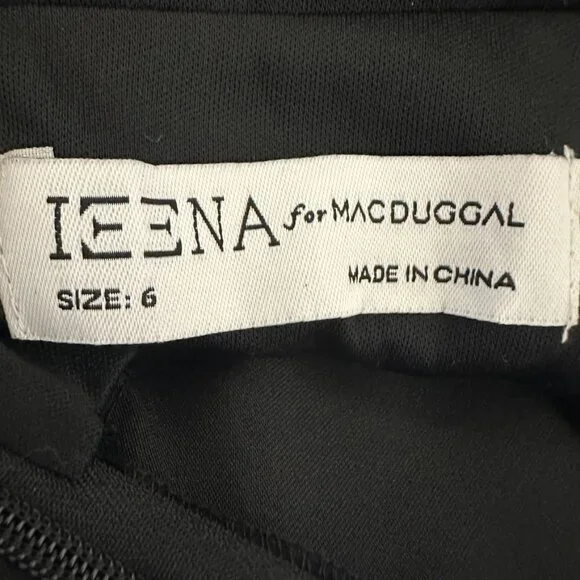 IEENA for MACDUGGAL
SIZE: 6
MADE IN CHINA